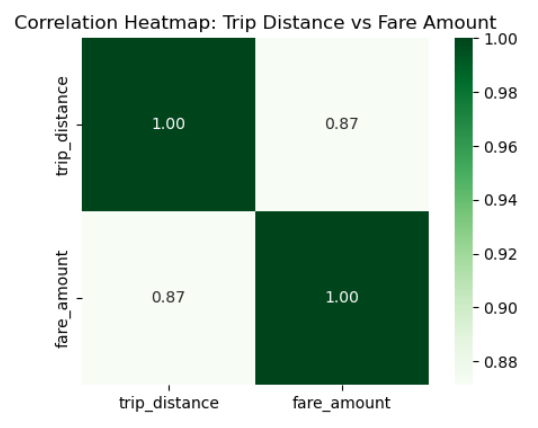 Correlation Heatmap: Trip Distance vs Fare Amount
trip_distance
fare_amount
1.00 0.87
0.87 1.00
trip_distance fare_amount
1.00
0.98
0.96
0.94
0.92
0.90
0.88